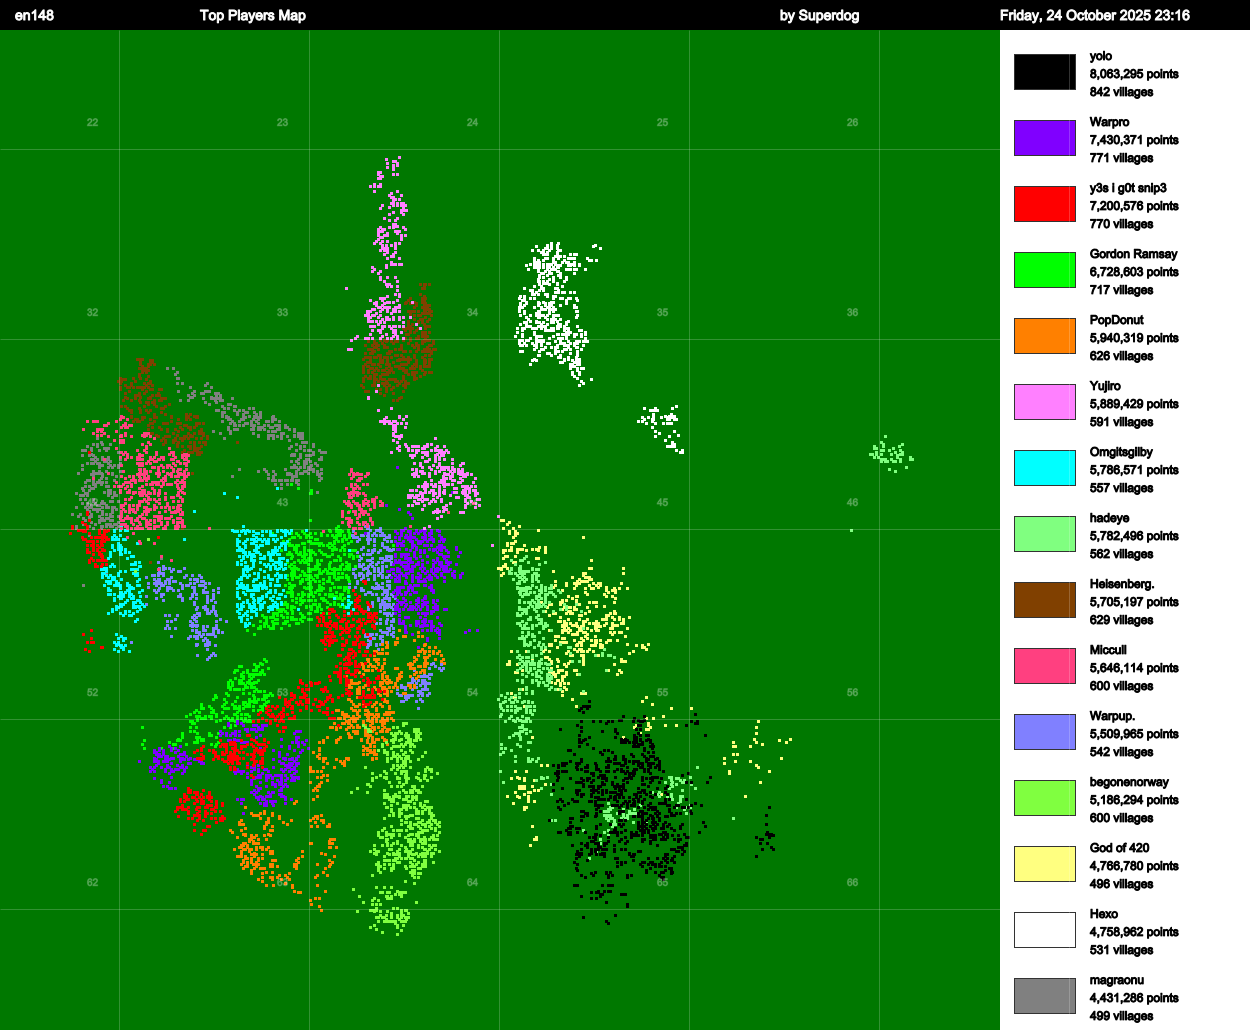 en148 Top Players Map by Superdog Friday, 24 October 2025 23:16
22 23 24 25 26
32 33 34 35 36
43 45 46
52 53 54 55 56
62 64 65 66
yolo
8,063,295 points
842 villages
Warpro
7,430,371 points
771 villages
y3s i g0t snip3
7,200,576 points
770 villages
Gordon Ramsay
6,728,603 points
717 villages
PopDonut
5,940,319 points
626 villages
Yujiro
5,889,429 points
591 villages
Omgitsgilby
5,786,571 points
557 villages
hadeye
5,782,496 points
562 villages
Heisenberg.
5,705,197 points
629 villages
Miccull
5,646,114 points
600 villages
Warpup.
5,509,965 points
542 villages
begonenorway
5,186,294 points
600 villages
God of 420
4,766,780 points
496 villages
Hexo
4,758,962 points
531 villages
magraonu
4,431,286 points
499 villages